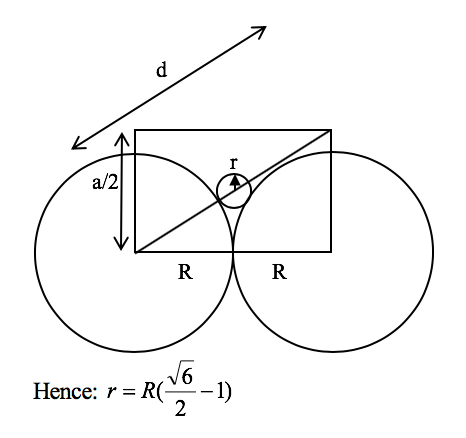 d
r
a/2
R R
Hence: r = R(√6/2 − 1)